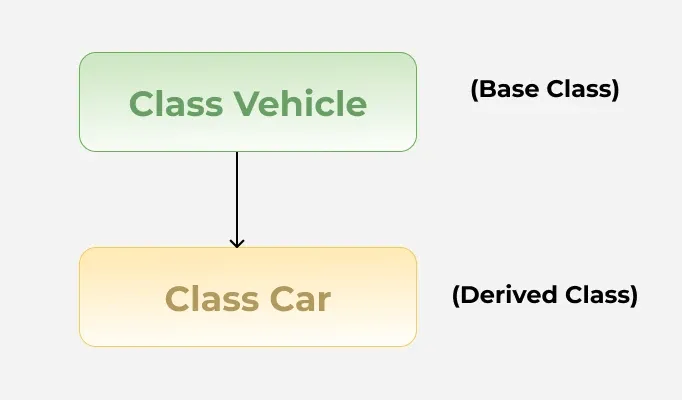 Class Vehicle
(Base Class)
Class Car
(Derived Class)